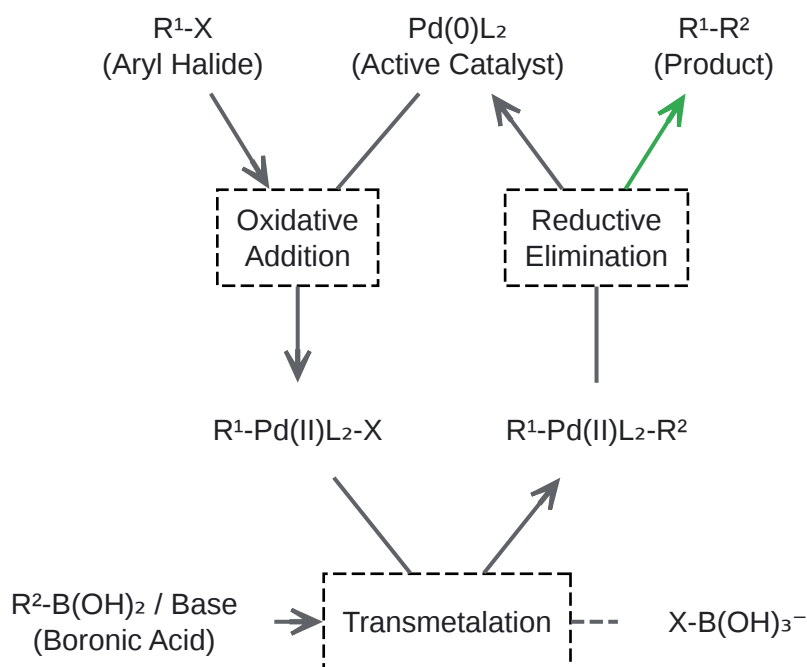 R¹-X
(Aryl Halide)
Pd(0)L₂
(Active Catalyst)
R¹-R²
(Product)
Oxidative
Addition
Reductive
Elimination
R¹-Pd(II)L₂-X
R¹-Pd(II)L₂-R²
R²-B(OH)₂ / Base
(Boronic Acid)
Transmetalation
X-B(OH)₃⁻